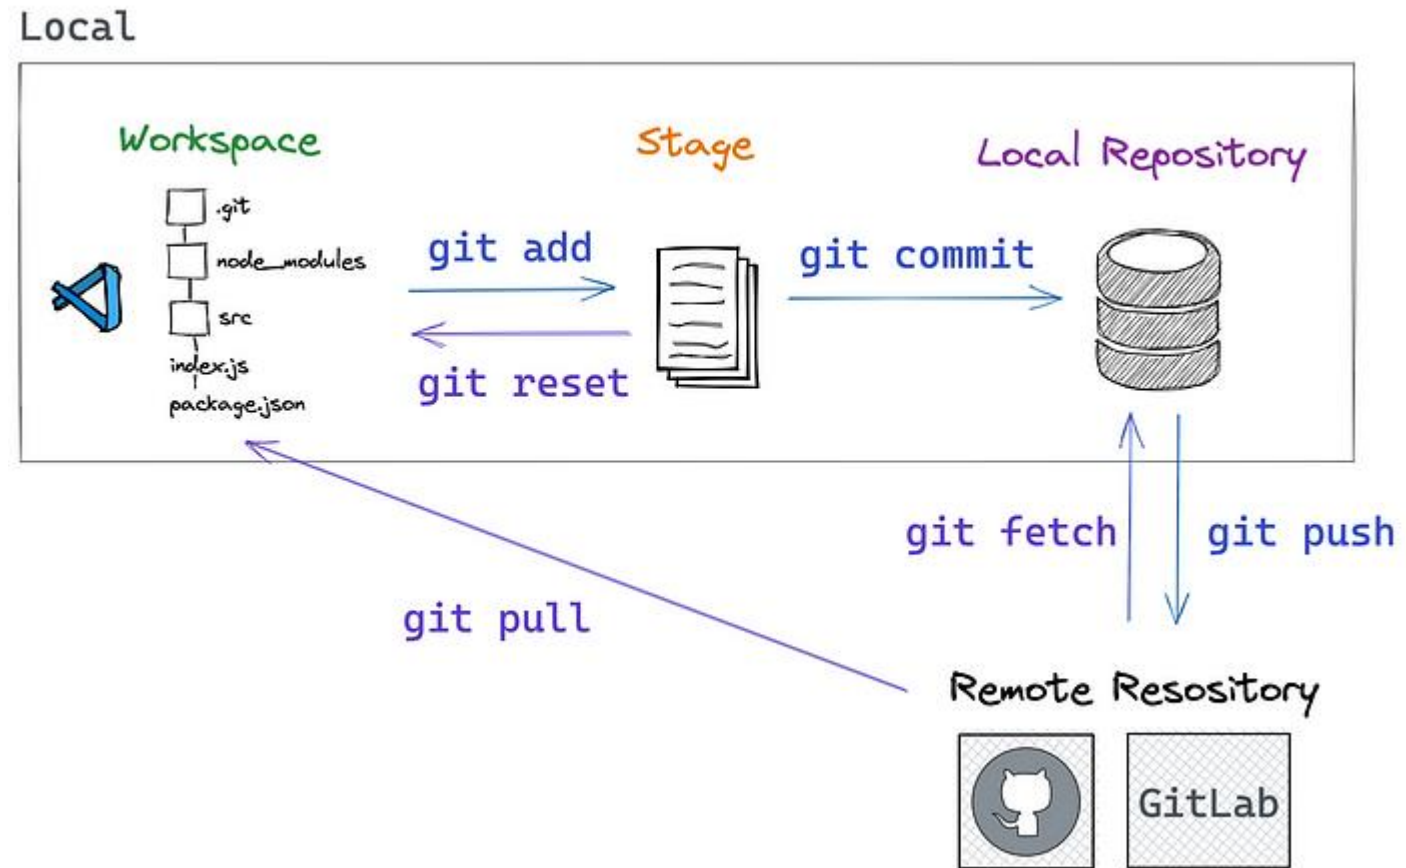 Local
Workspace
Stage
Local Repository
.git
node_modules
src
index.js
package.json
git add
git reset
git commit
git fetch
git push
git pull
Remote Resository
GitLab